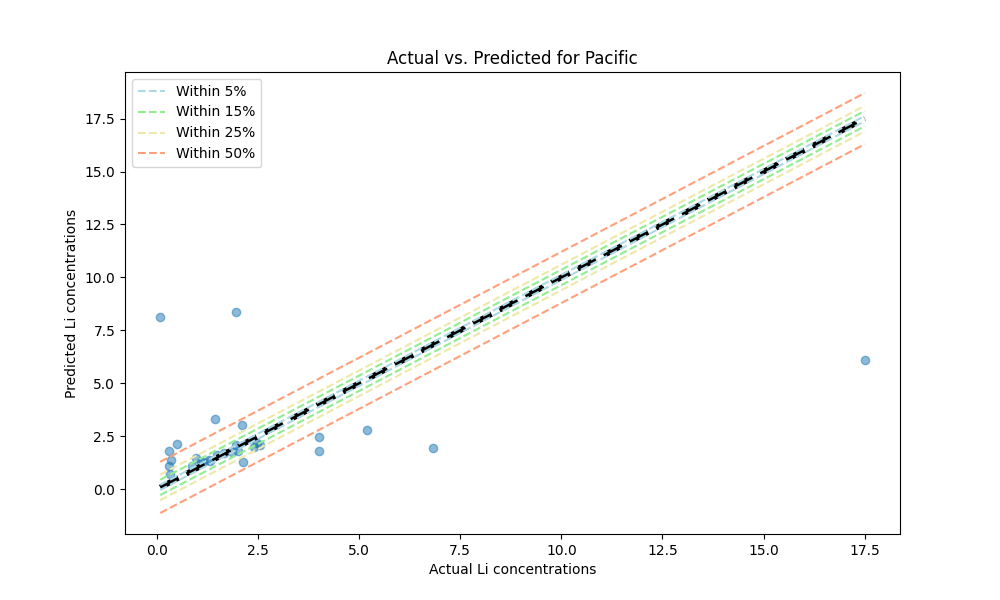 Actual vs. Predicted for Pacific
Within 5%
Within 15%
Within 25%
Within 50%
Predicted Li concentrations
17.5
15.0
12.5
10.0
7.5
5.0
2.5
0.0
0.0 2.5 5.0 7.5 10.0 12.5 15.0 17.5
Actual Li concentrations